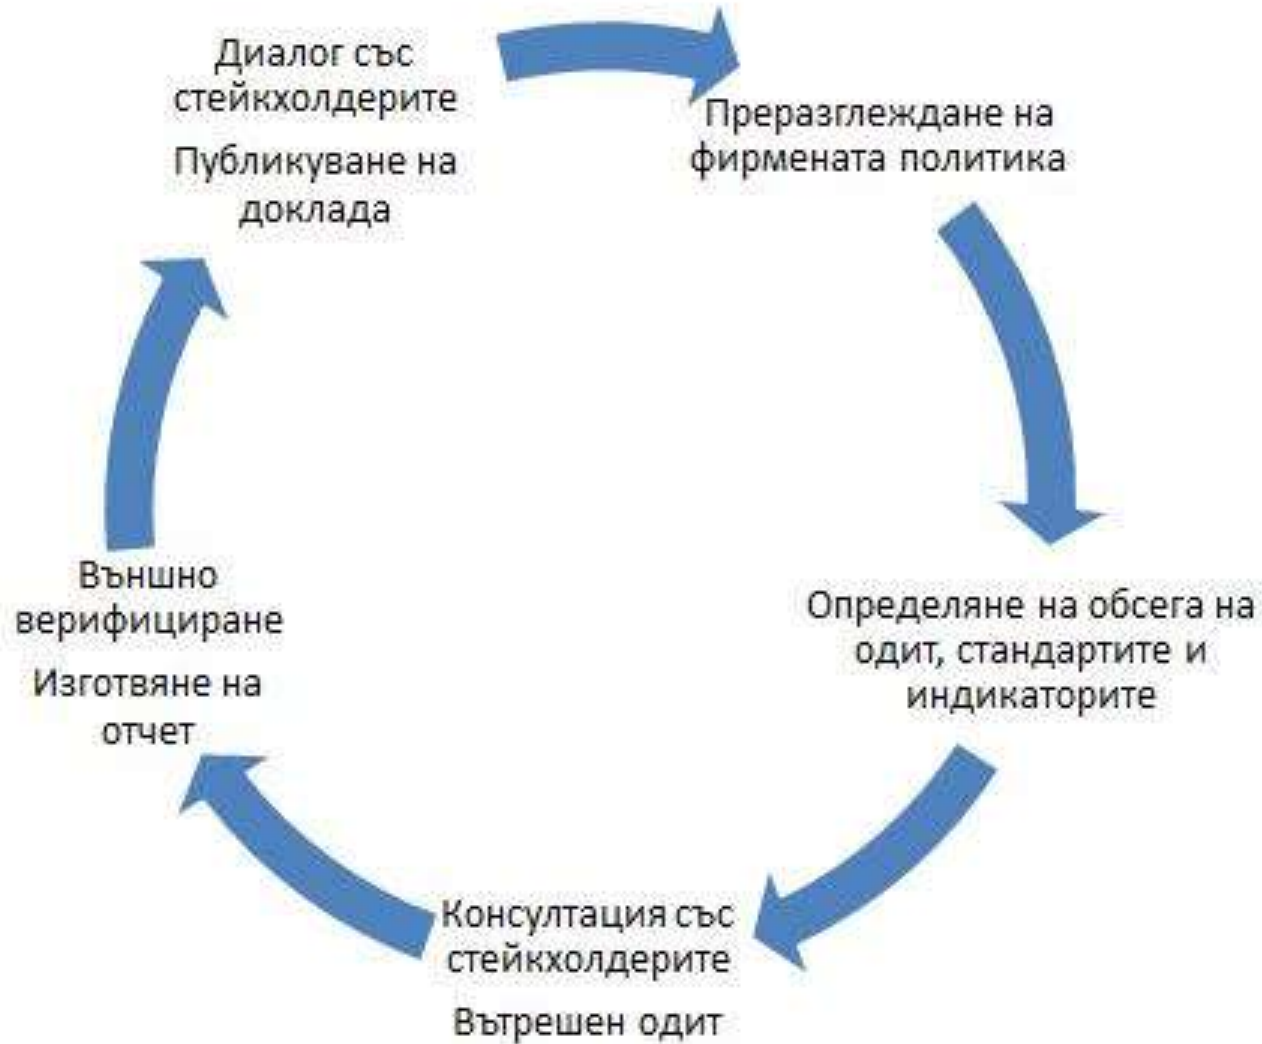 Диалог със
стейкхолдерите
Публикуване на
доклада
Преразглеждане на
фирмената политика
Определяне на обсега на
одит, стандартите и
индикаторите
Консултация със
стейкхолдерите
Вътрешен одит
Външно
верифициране
Изготвяне на
отчет